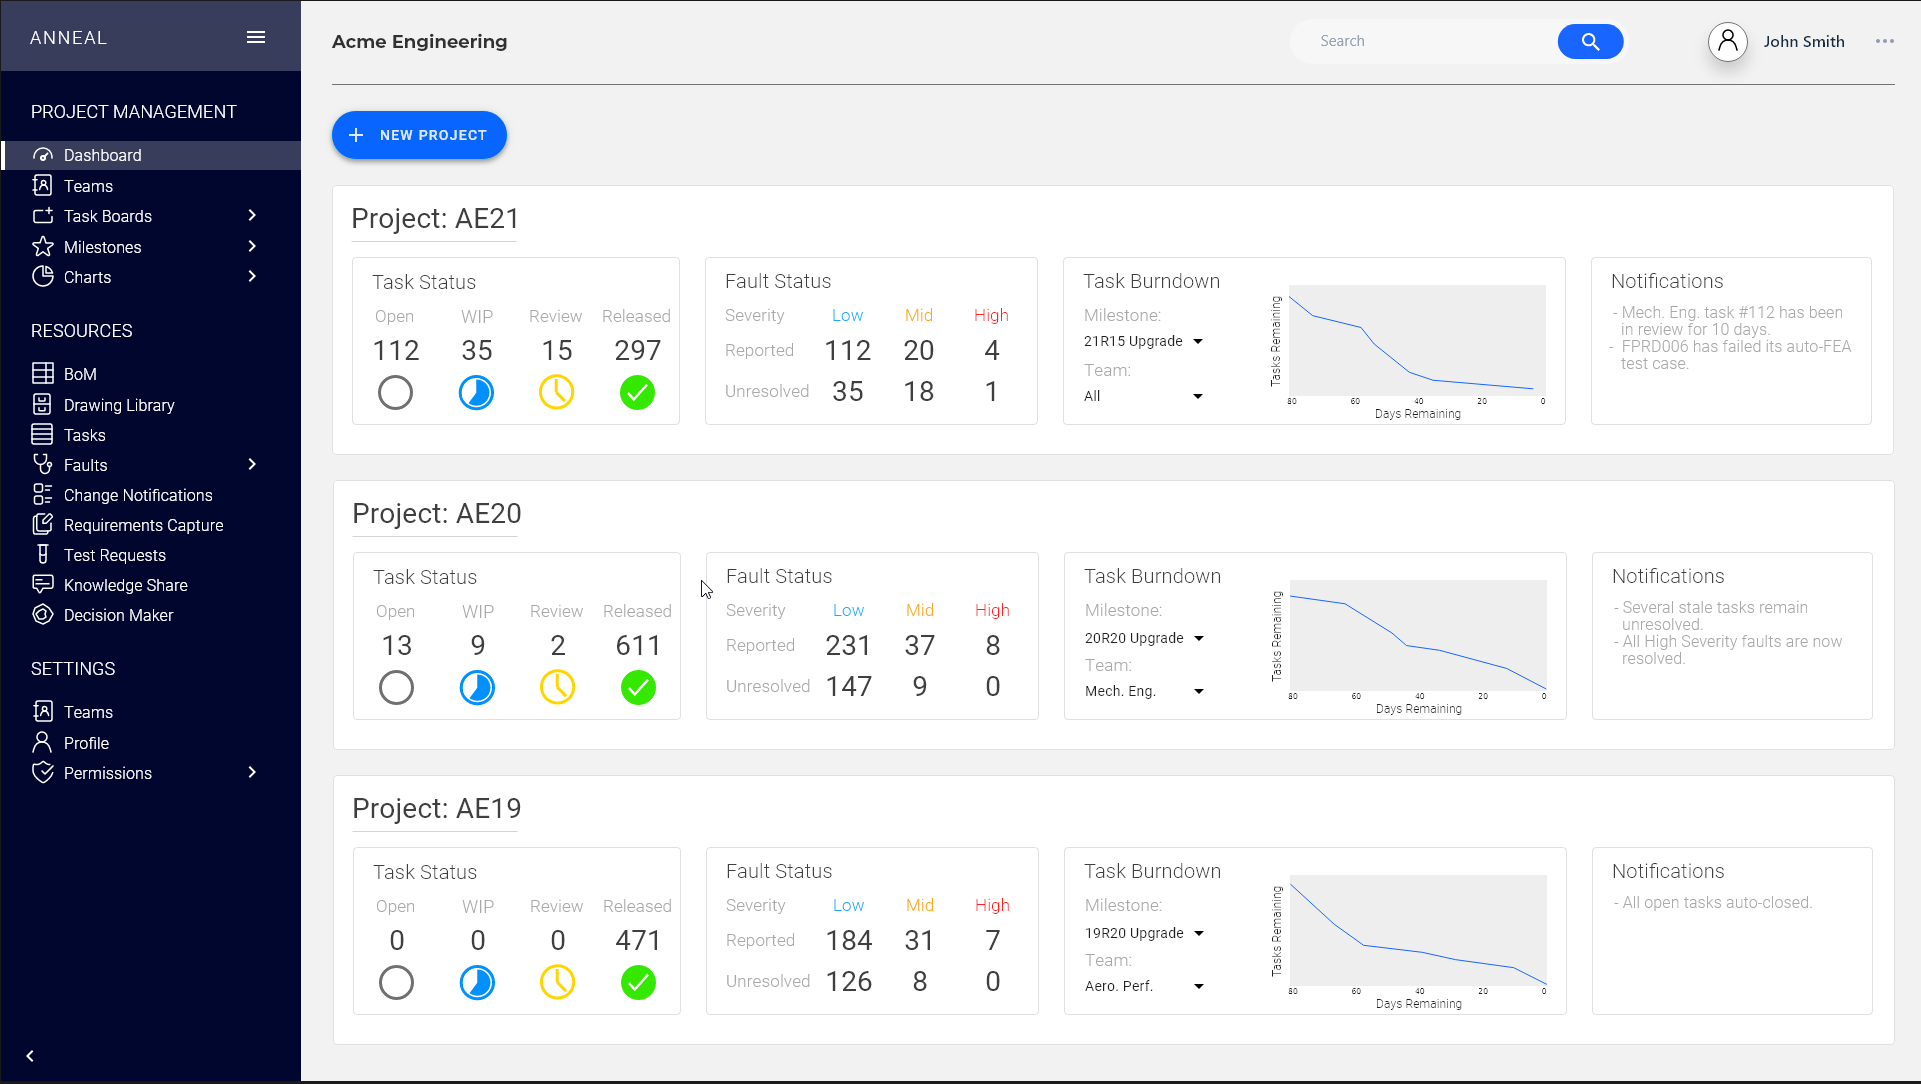 ANNEAL
PROJECT MANAGEMENT
Dashboard
Teams
Task Boards
Milestones
Charts
RESOURCES
BoM
Drawing Library
Tasks
Faults
Change Notifications
Requirements Capture
Test Requests
Knowledge Share
Decision Maker
SETTINGS
Teams
Profile
Permissions
Acme Engineering
Search
John Smith
NEW PROJECT
Project: AE21
Task Status
Open WIP Review Released
112 35 15 297
Fault Status
Severity Low Mid High
Reported 112 20 4
Unresolved 35 18 1
Task Burndown
Milestone:
21R15 Upgrade
Team:
All
Tasks Remaining
80 60 40 20 0
Days Remaining
Notifications
- Mech. Eng. task #112 has been
in review for 10 days.
- FPRD006 has failed its auto-FEA
test case.
Project: AE20
Task Status
Open WIP Review Released
13 9 2 611
Fault Status
Severity Low Mid High
Reported 231 37 8
Unresolved 147 9 0
Task Burndown
Milestone:
20R20 Upgrade
Team:
Mech. Eng.
Tasks Remaining
80 60 40 20 0
Days Remaining
Notifications
- Several stale tasks remain
unresolved.
- All High Severity faults are now
resolved.
Project: AE19
Task Status
Open WIP Review Released
0 0 0 471
Fault Status
Severity Low Mid High
Reported 184 31 7
Unresolved 126 8 0
Task Burndown
Milestone:
19R20 Upgrade
Team:
Aero. Perf.
Tasks Remaining
80 60 40 20 0
Days Remaining
Notifications
- All open tasks auto-closed.